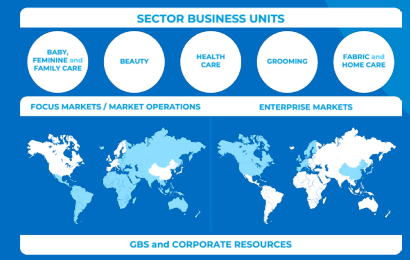 SECTOR BUSINESS UNITS
BABY,
FEMININE and
FAMILY CARE
BEAUTY
HEALTH
CARE
GROOMING
FABRIC and
HOME CARE
FOCUS MARKETS / MARKET OPERATIONS
ENTERPRISE MARKETS
GBS and CORPORATE RESOURCES